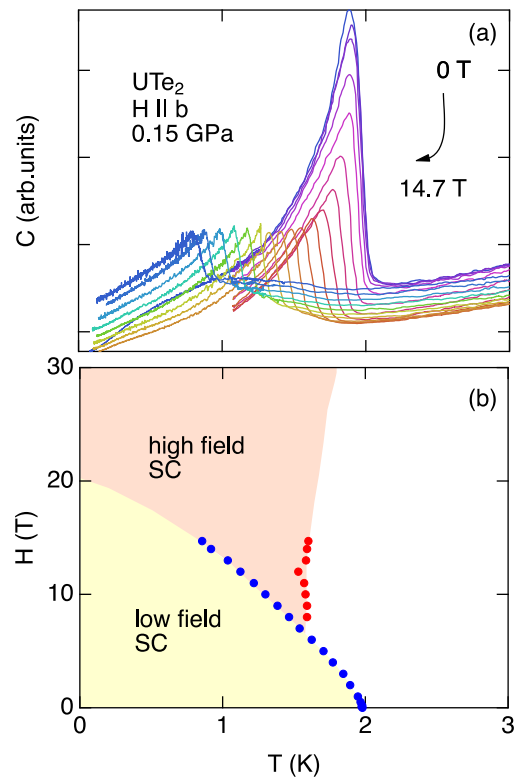 (a)
UTe₂
H II b
0.15 GPa
0 T
14.7 T
C (arb.units)
(b)
30
20
10
0
H (T)
high field
SC
low field
SC
0
1
2
3
T (K)